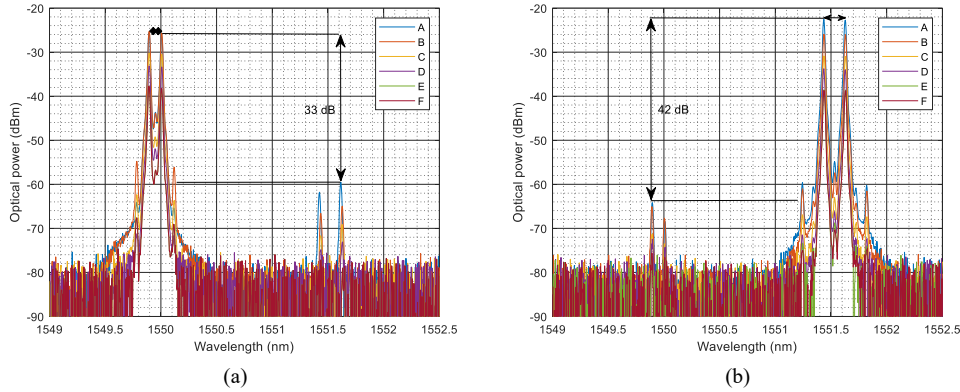 -20
-30
-40
-50
-60
-70
-80
-90
Optical power (dBm)
1549
1549.5
1550
1550.5
1551
1551.5
1552
1552.5
Wavelength (nm)
33 dB
A
B
C
D
E
F
(a)
-20
-30
-40
-50
-60
-70
-80
-90
Optical power (dBm)
1549
1549.5
1550
1550.5
1551
1551.5
1552
1552.5
Wavelength (nm)
42 dB
A
B
C
D
E
F
(b)